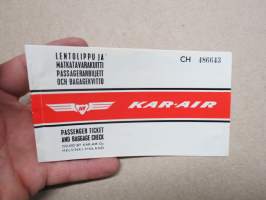 LENTOLIPPU JA
MATKATAVARAKUITTI
PASSAGERARBILJETT
OCH BAGAGEKVITTO
CH 486643
KAR-AIR
PASSENGER TICKET
AND BAGGAGE CHECK
ISSUED BY KAR-AIR Oy